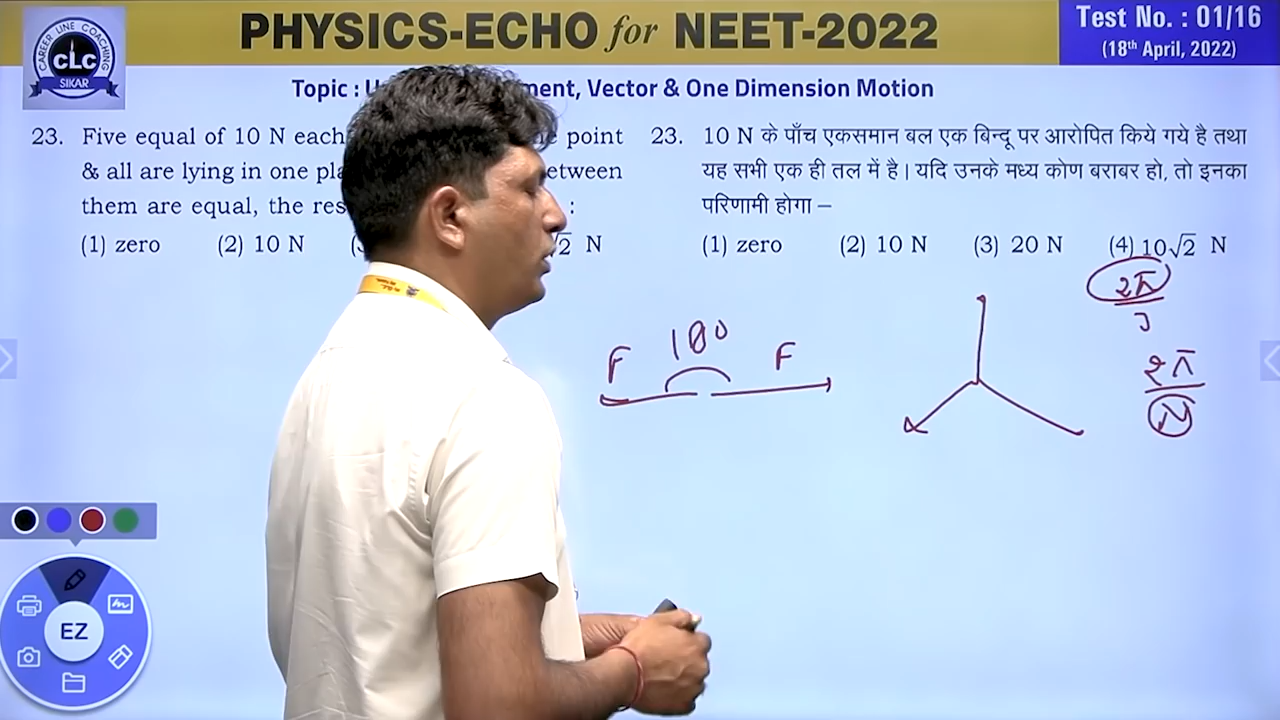 CAREER LINE COACHING
CLC
SIKAR
PHYSICS-ECHO for NEET-2022
Test No. : 01/16
(18th April, 2022)
Topic : U ment, Vector & One Dimension Motion
23. Five equal of 10 N each point
& all are lying in one pla etween
them are equal, the res :
(1) zero (2) 10 N √2 N
23. 10 N के पाँच एकसमान बल एक बिन्दू पर आरोपित किये गये है तथा
यह सभी एक ही तल में है। यदि उनके मध्य कोण बराबर हो, तो इनका
परिणामी होगा –
(1) zero (2) 10 N (3) 20 N (4) 10√2 N
2π
3
F 180 F
2π
N
EZ